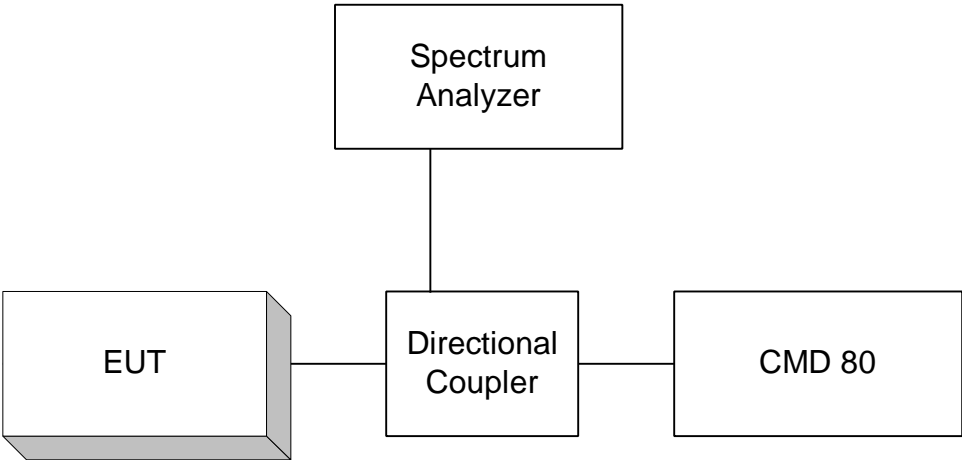 Spectrum
Analyzer
EUT
Directional
Coupler
CMD 80